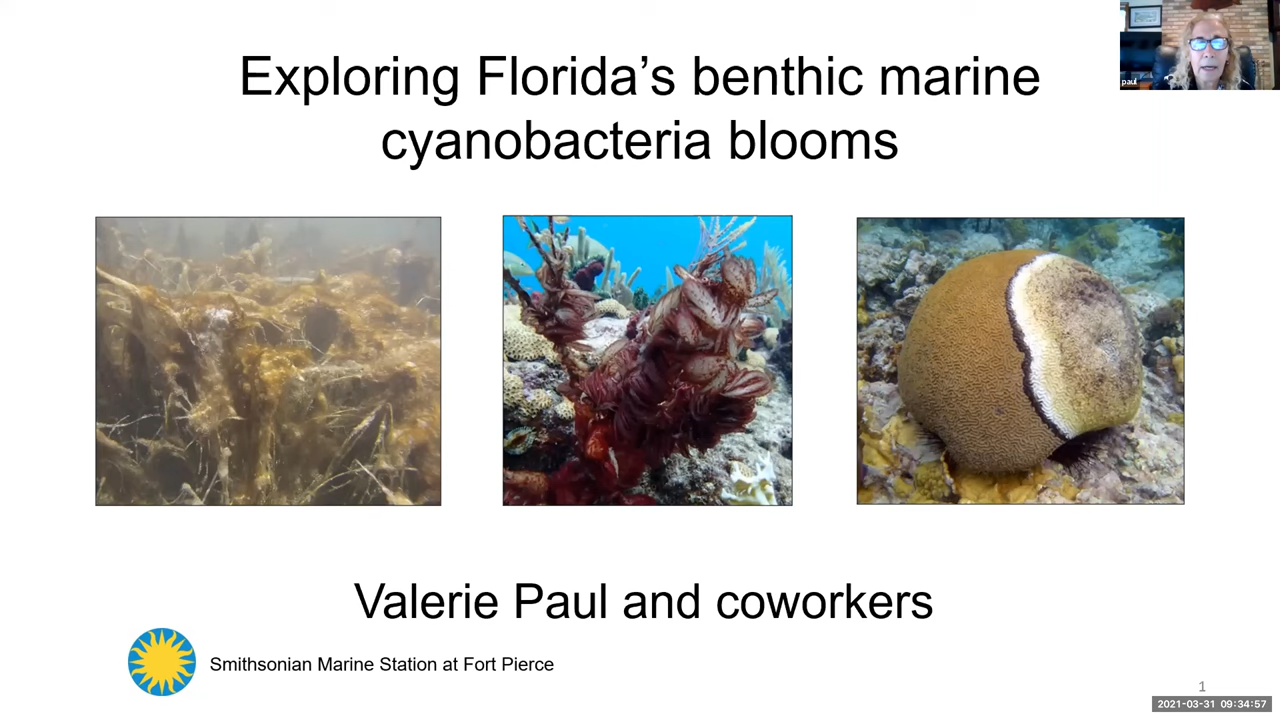 Exploring Florida’s benthic marine
cyanobacteria blooms
paul
Valerie Paul and coworkers
Smithsonian Marine Station at Fort Pierce
1
2021-03-31 09:34:57